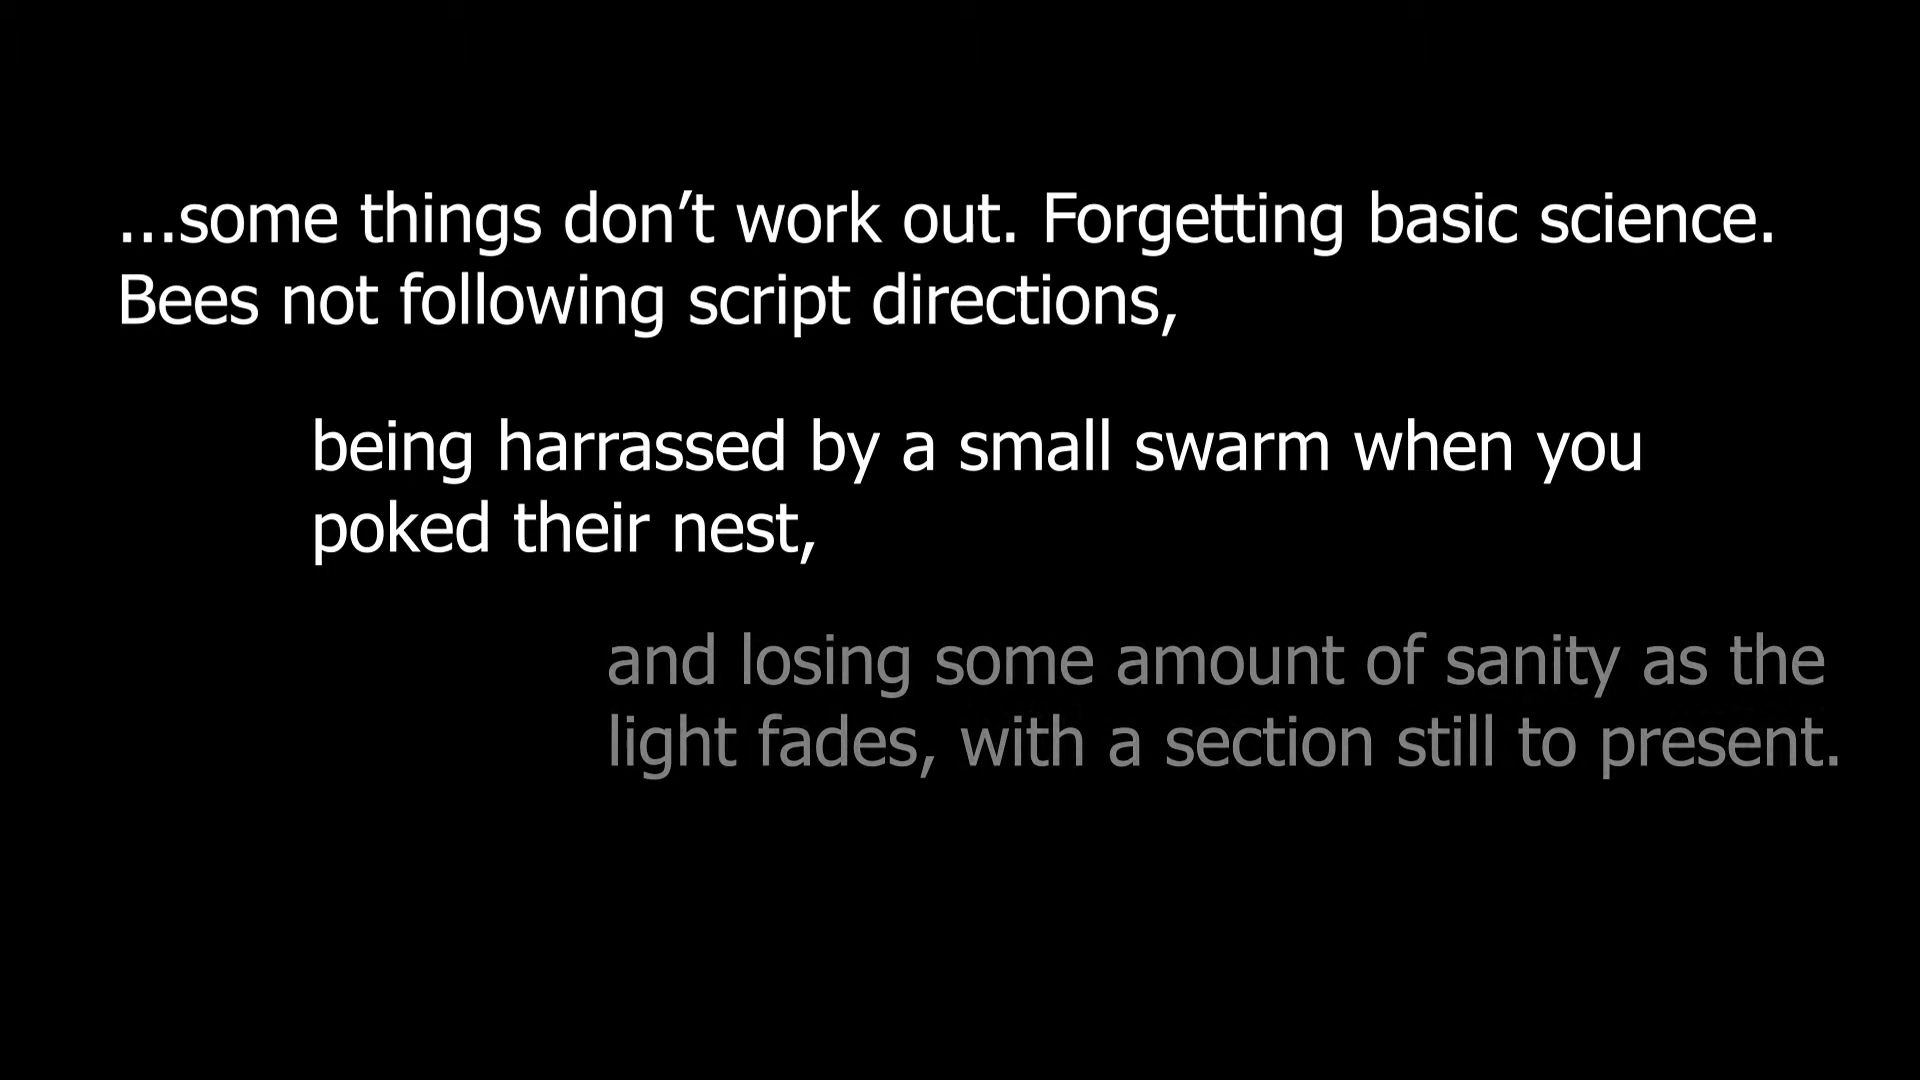 ...some things don’t work out. Forgetting basic science.
Bees not following script directions,
being harrassed by a small swarm when you
poked their nest,
and losing some amount of sanity as the
light fades, with a section still to present.